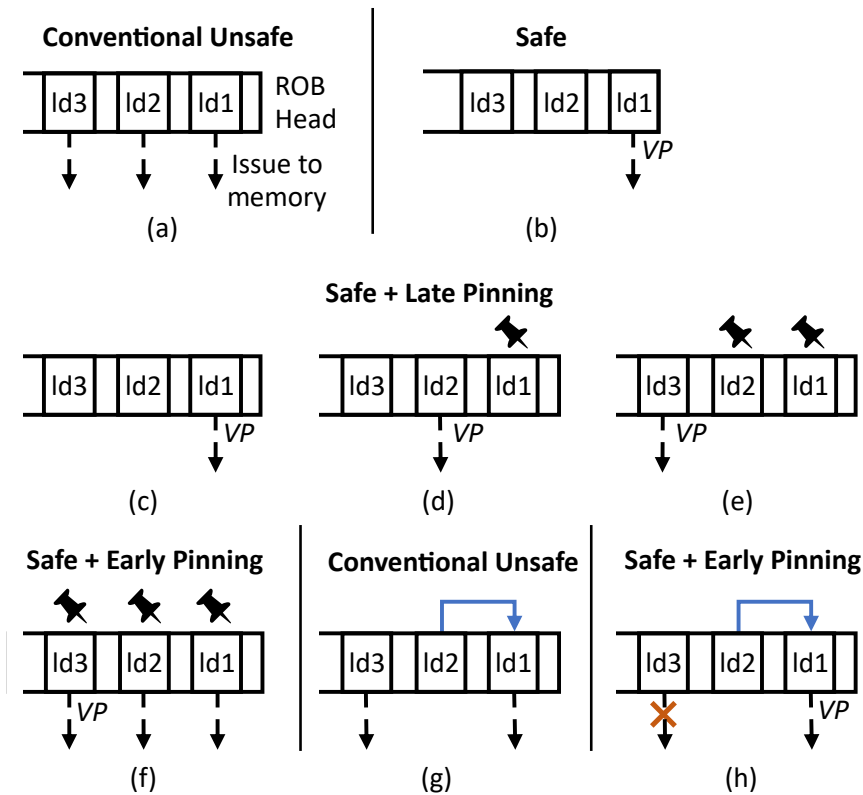 Conventional Unsafe
Safe
ld3 ld2 ld1 ROB
Head
ld3 ld2 ld1
VP
Issue to
memory
(a)
(b)
Safe + Late Pinning
ld3 ld2 ld1
VP
(c)
ld3 ld2 ld1
VP
(d)
ld3 ld2 ld1
VP
(e)
Safe + Early Pinning
Conventional Unsafe
Safe + Early Pinning
ld3 ld2 ld1
VP
(f)
ld3 ld2 ld1
(g)
ld3 ld2 ld1
VP
(h)